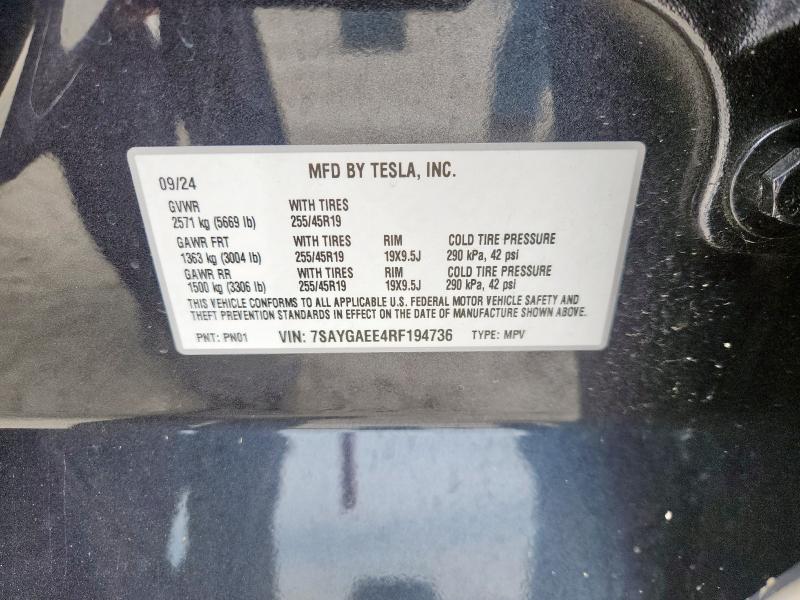 MFD BY TESLA, INC.
09/24
GVWR WITH TIRES
2571 kg (5669 lb) 255/45R19
GAWR FRT WITH TIRES RIM COLD TIRE PRESSURE
1363 kg (3004 lb) 255/45R19 19X9.5J 290 kPa, 42 psi
GAWR RR WITH TIRES RIM COLD TIRE PRESSURE
1500 kg (3306 lb) 255/45R19 19X9.5J 290 kPa, 42 psi
THIS VEHICLE CONFORMS TO ALL APPLICABLE U.S. FEDERAL MOTOR VEHICLE SAFETY AND
THEFT PREVENTION STANDARDS IN EFFECT ON THE DATE OF MANUFACTURE SHOWN ABOVE.
PNT: PN01 VIN: 7SAYGAEE4RF194736 TYPE: MPV